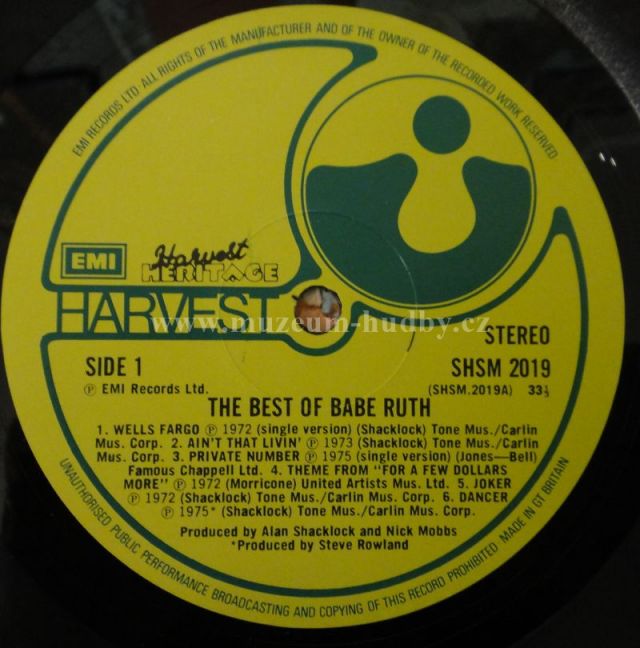 EMI RECORDS LTD ALL RIGHTS OF THE MANUFACTURER AND OF THE OWNER OF THE RECORDED WORK RESERVED
EMI
Harvest
HERITAGE
HARVEST
www.muzeum-hudby.cz
STEREO
SIDE 1
SHSM 2019
Ⓟ EMI Records Ltd.
(SHSM.2019A) 33⅓
THE BEST OF BABE RUTH
1. WELLS FARGO Ⓟ 1972 (single version) (Shacklock) Tone Mus./Carlin
Mus. Corp. 2. AIN'T THAT LIVIN' Ⓟ 1973 (Shacklock) Tone Mus./Carlin
Mus. Corp. 3. PRIVATE NUMBER Ⓟ 1975 (single version) (Jones—Bell)
Famous Chappell Ltd. 4. THEME FROM "FOR A FEW DOLLARS
MORE" Ⓟ 1972 (Morricone) United Artists Mus. Ltd. 5. JOKER
Ⓟ 1972 (Shacklock) Tone Mus./Carlin Mus. Corp. 6. DANCER
Ⓟ 1975* (Shacklock) Tone Mus./Carlin Mus. Corp.
Produced by Alan Shacklock and Nick Mobbs
*Produced by Steve Rowland
UNAUTHORISED PUBLIC PERFORMANCE BROADCASTING AND COPYING OF THIS RECORD PROHIBITED MADE IN GT BRITAIN